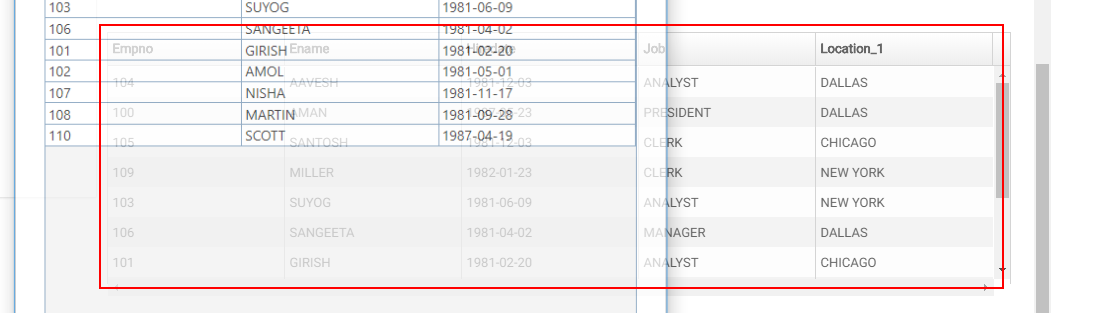 103 SUYOG 1981-06-09
106 SANGEETA 1981-04-02
Empno Ename Job Location_1
101 GIRISH 1981-02-20
102 AMOL 1981-05-01
104 AAVESH 1981-12-03 ANALYST DALLAS
107 NISHA 1981-11-17
108 MARTIN 1981-09-28
100 AMAN PRESIDENT DALLAS
110 SCOTT 1987-04-19
105 SANTOSH 1981-12-03 CLERK CHICAGO
109 MILLER 1982-01-23 CLERK NEW YORK
103 SUYOG 1981-06-09 ANALYST NEW YORK
106 SANGEETA 1981-04-02 MANAGER DALLAS
101 GIRISH 1981-02-20 ANALYST CHICAGO